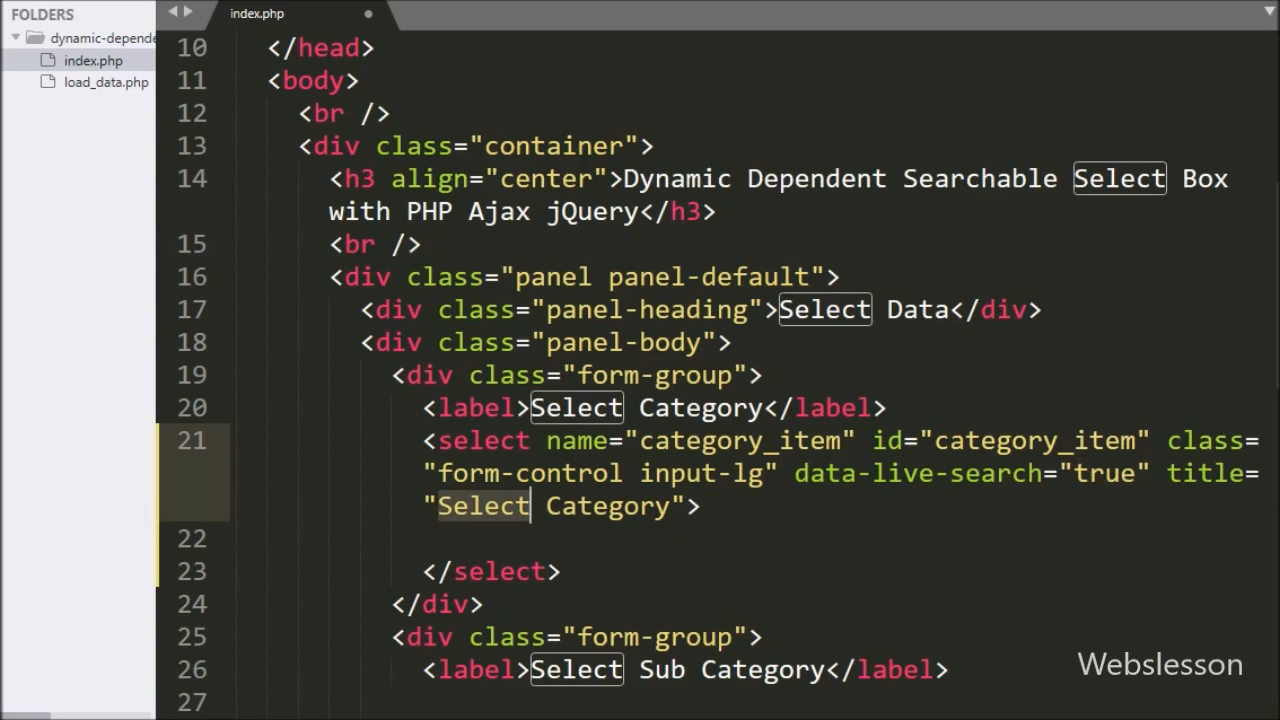 FOLDERS
dynamic-depende
index.php
load_data.php
index.php
10 </head>
11 <body>
12 <br />
13 <div class="container">
14 <h3 align="center">Dynamic Dependent Searchable Select Box
with PHP Ajax jQuery</h3>
15 <br />
16 <div class="panel panel-default">
17 <div class="panel-heading">Select Data</div>
18 <div class="panel-body">
19 <div class="form-group">
20 <label>Select Category</label>
21 <select name="category_item" id="category_item" class=
"form-control input-lg" data-live-search="true" title=
"Select Category">
22
23 </select>
24 </div>
25 <div class="form-group">
26 <label>Select Sub Category</label>
27
Webslesson